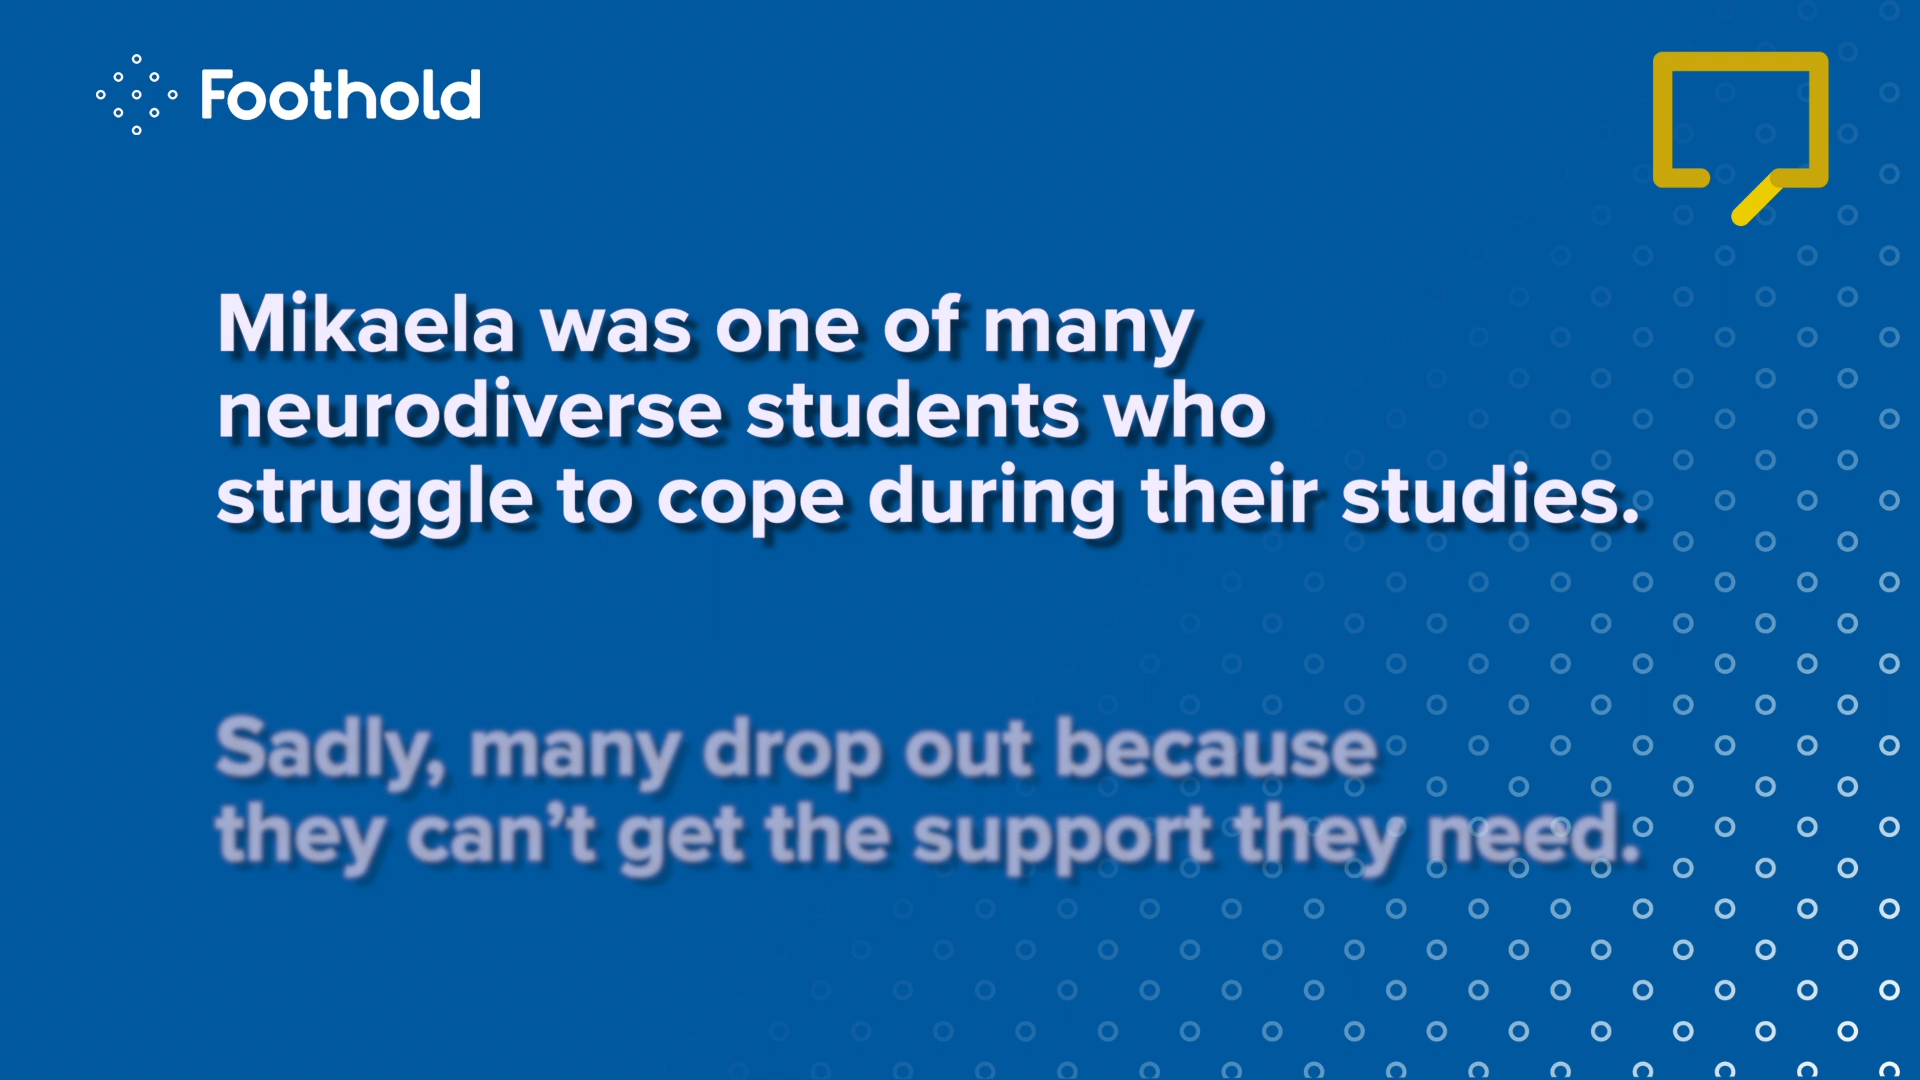 Foothold
Mikaela was one of many
neurodiverse students who
struggle to cope during their studies.
Sadly, many drop out because
they can’t get the support they need.